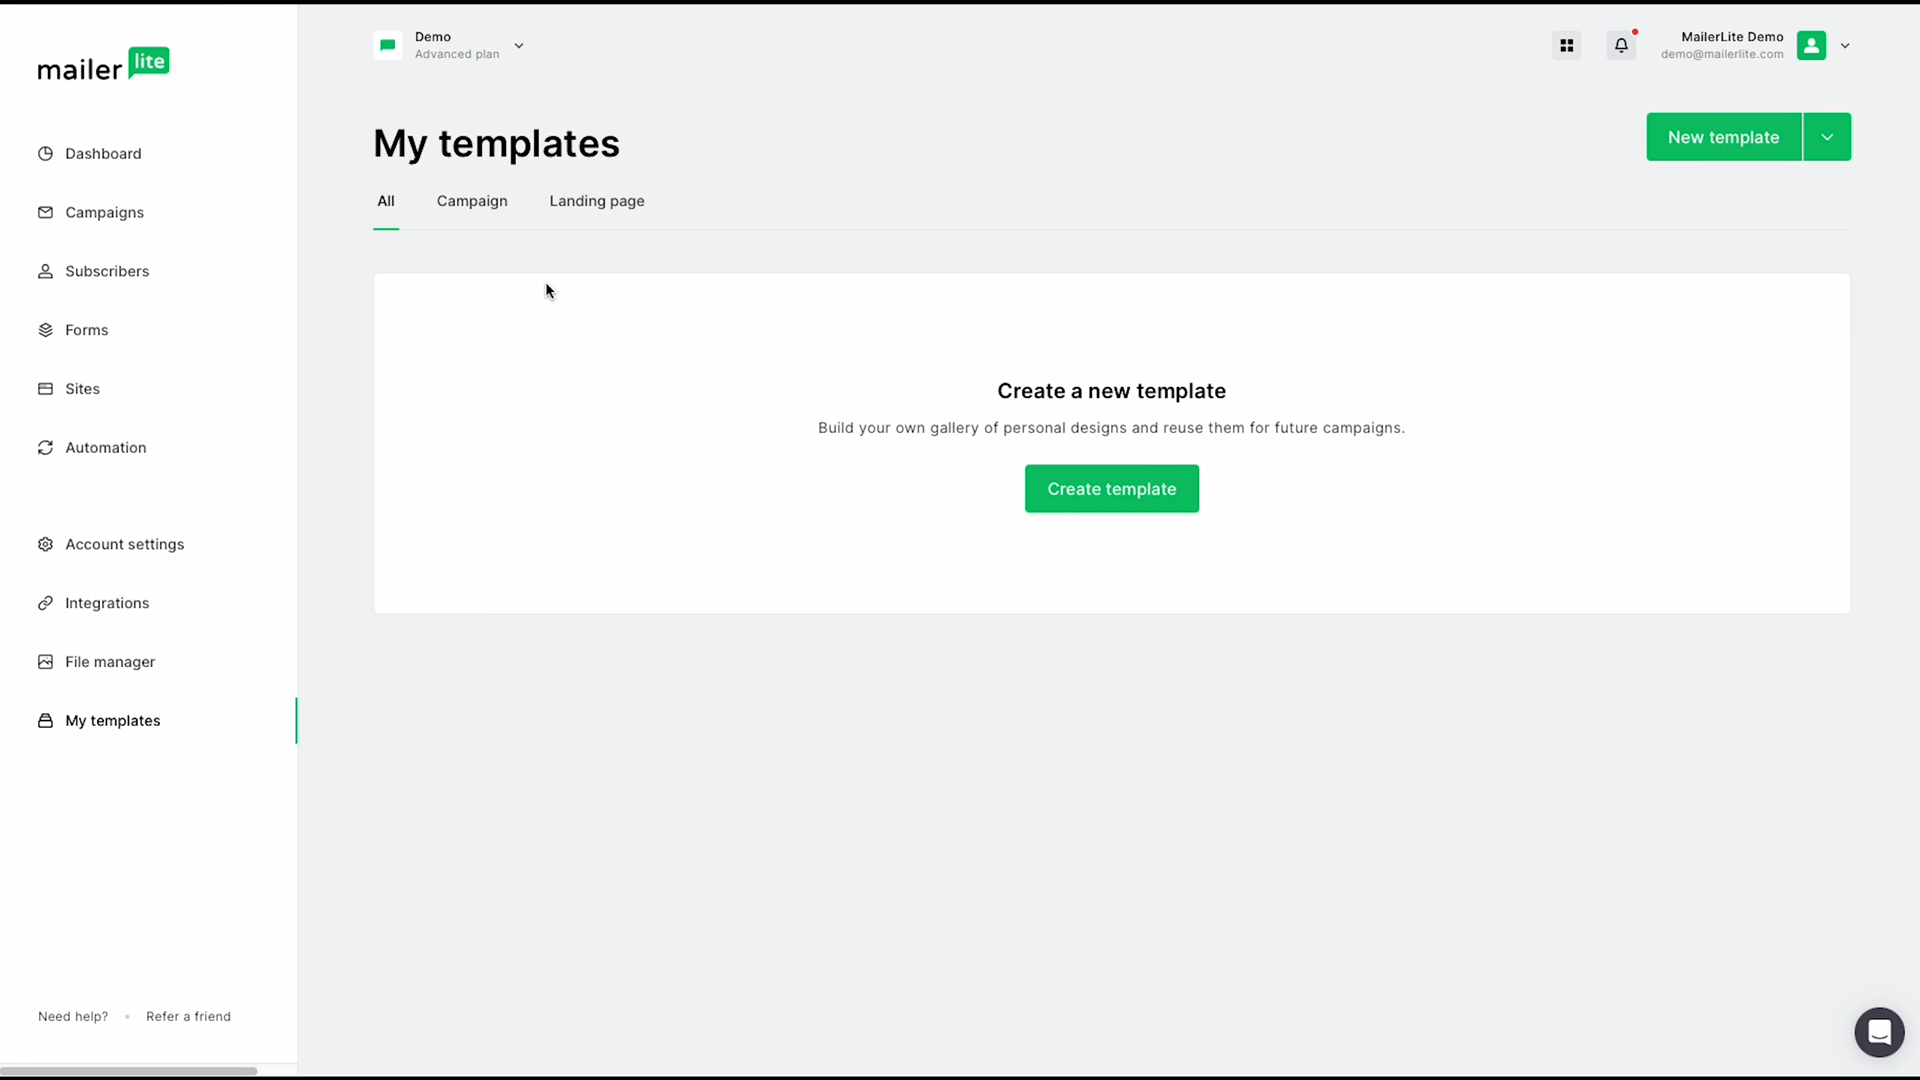 mailer lite
Dashboard
Campaigns
Subscribers
Forms
Sites
Automation
Account settings
Integrations
File manager
My templates
Need help? • Refer a friend
Demo
Advanced plan
MailerLite Demo
demo@mailerlite.com
My templates
New template
All Campaign Landing page
Create a new template
Build your own gallery of personal designs and reuse them for future campaigns.
Create template